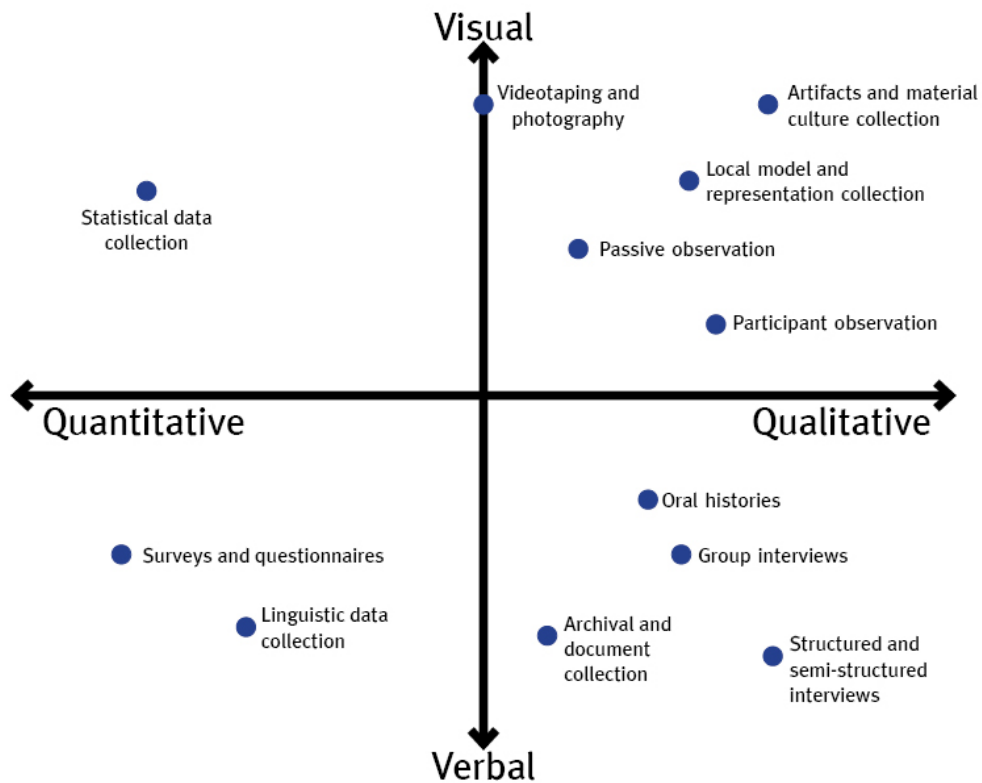 Visual
Videotaping and
photography
Artifacts and material
culture collection
Local model and
representation collection
Statistical data
collection
Passive observation
Participant observation
Quantitative
Qualitative
Oral histories
Surveys and questionnaires
Group interviews
Linguistic data
collection
Archival and
document
collection
Structured and
semi-structured
interviews
Verbal